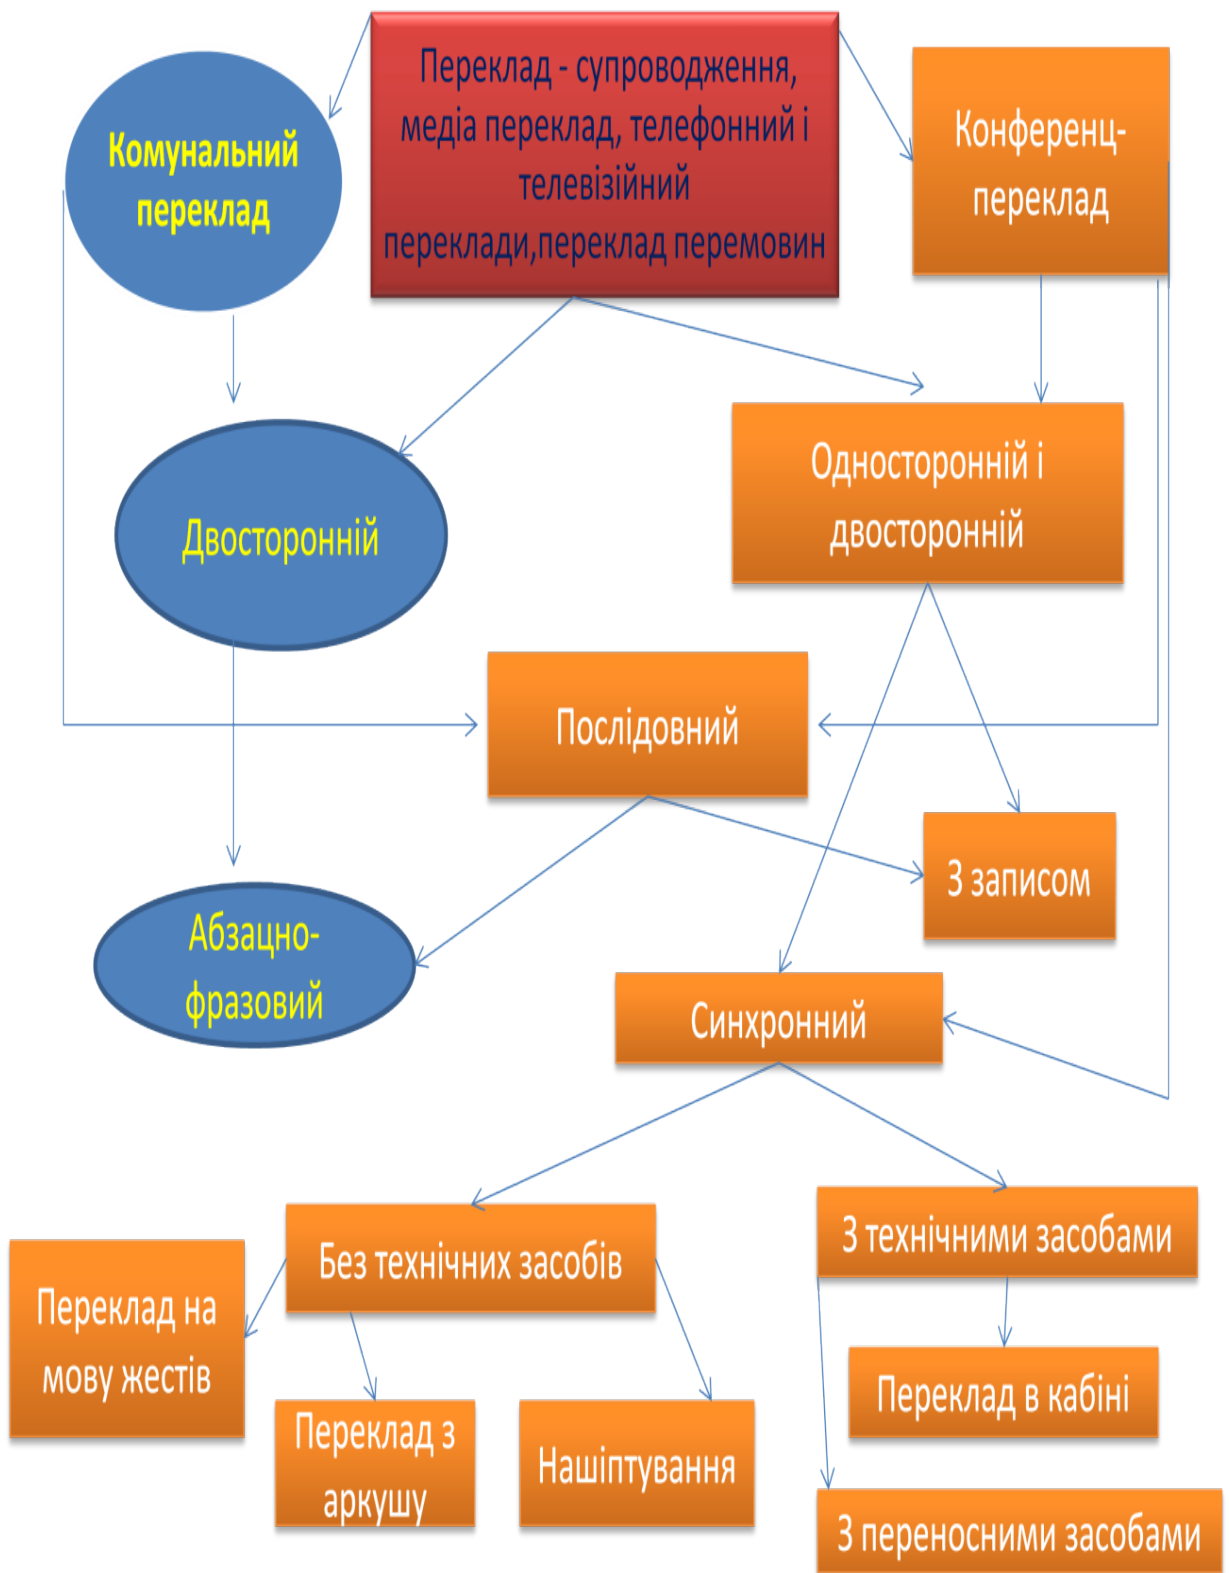 Комунальний
переклад
Переклад - супроводження,
медіа переклад, телефонний і
телевізійний
переклади,переклад перемовин
Конференц-
переклад
Двосторонній
Односторонній і
двосторонній
Послідовний
З записом
Абзацно-
фразовий
Синхронний
Без технічних засобів
З технічними засобами
Переклад на
мову жестів
Переклад з
аркушу
Нашіптування
Переклад в кабіні
З переносними засобами